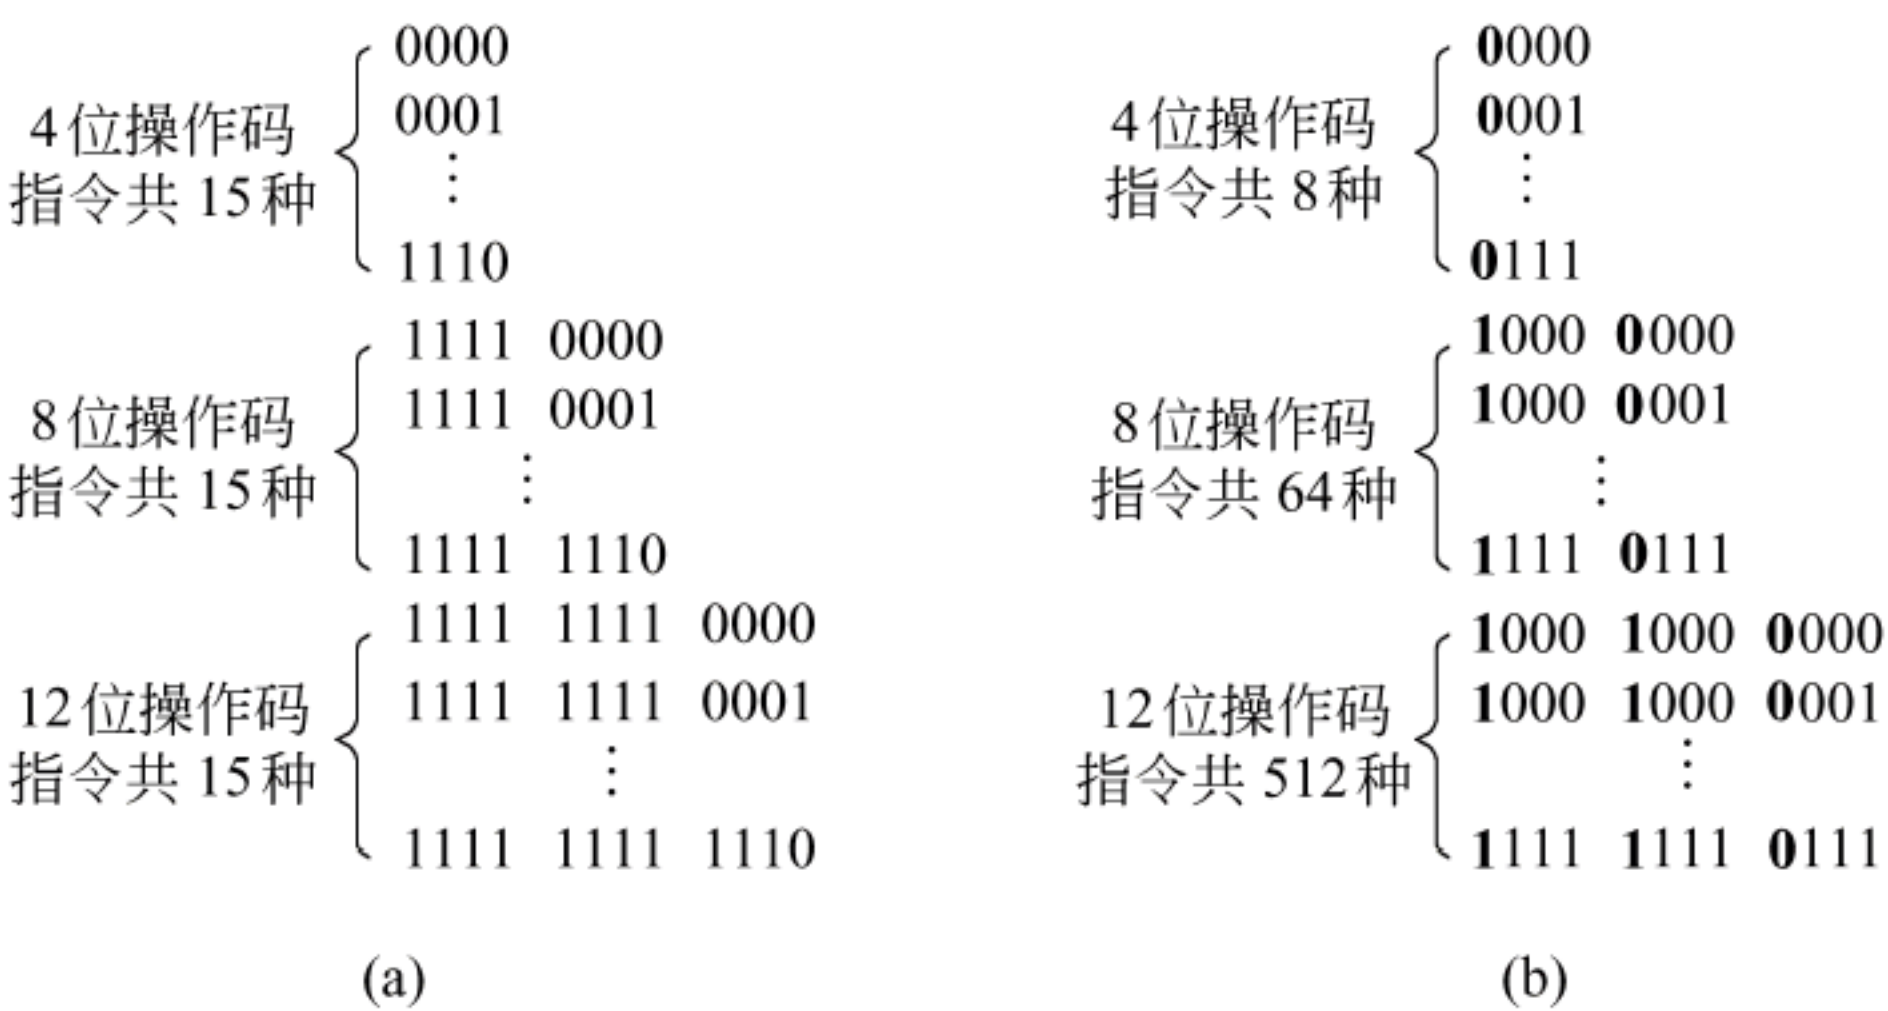 4位操作码
指令共 15种
0000
0001
⋮
1110
8位操作码
指令共 15种
1111 0000
1111 0001
⋮
1111 1110
12位操作码
指令共 15种
1111 1111 0000
1111 1111 0001
⋮
1111 1111 1110
(a)
4位操作码
指令共 8种
0000
0001
⋮
0111
8位操作码
指令共 64种
1000 0000
1000 0001
⋮
1111 0111
12位操作码
指令共 512种
1000 1000 0000
1000 1000 0001
⋮
1111 1111 0111
(b)